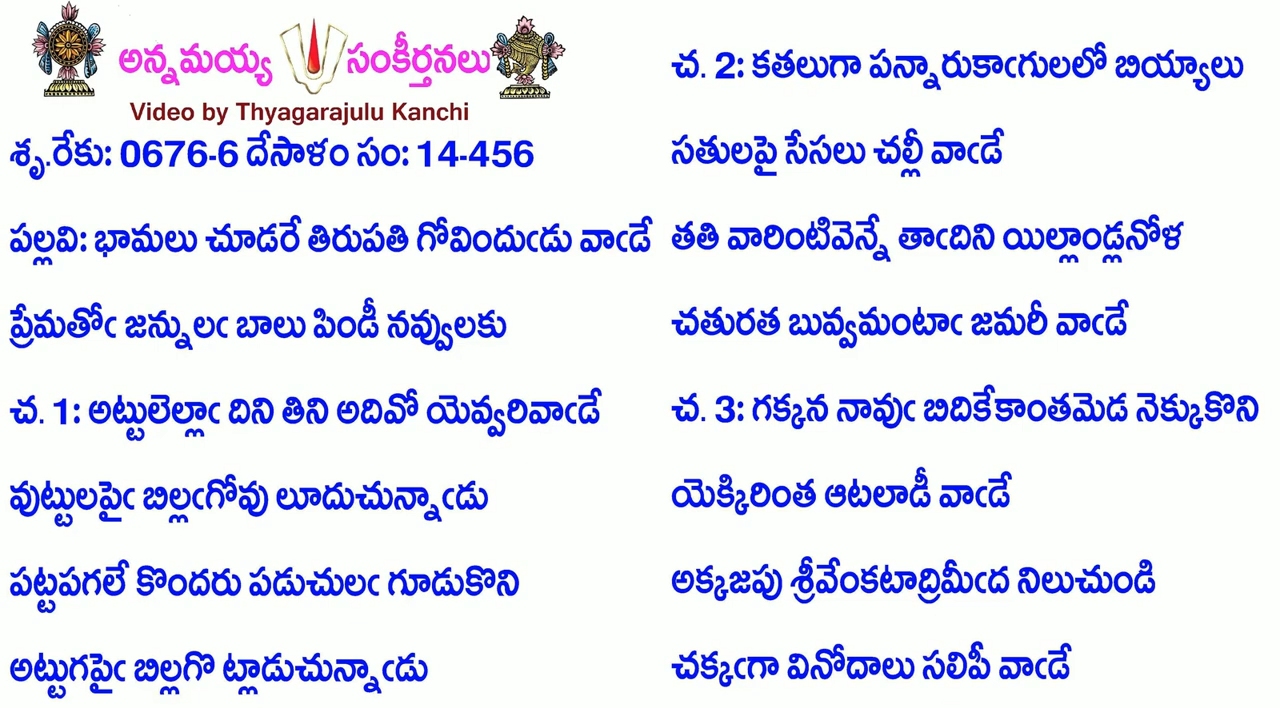 అన్నమయ్య సంకీర్తనలు
Video by Thyagarajulu Kanchi
శృ.రేకు: 0676-6 దేసాళం సం: 14-456
పల్లవి: భామలు చూడరే తిరుపతి గోవిందుఁడు వాఁడే
ప్రేమతోఁ జన్నులఁ బాలు పిండీ నవ్వులకు
చ. 1: అట్టులెల్లాఁ దిని తిని అదివో యెవ్వరివాఁడే
వుట్టులపైఁ బిల్లఁగోవు లూదుచున్నాఁడు
పట్టపగలే కొందరు పడుచులఁ గూడుకొని
అట్టుగపైఁ బిల్లగొ ట్లాడుచున్నాఁడు
చ. 2: కతలుగా పన్నారుకాఁగులలో బియ్యాలు
సతులపై సేసలు చల్లీ వాఁడే
తతి వారింటివెన్నే తాఁదిని యిల్లాండ్లనోళ
చతురత బువ్వమంటాఁ జమరీ వాఁడే
చ. 3: గక్కన నావుఁ బిదికేకాంతమెడ నెక్కుకొని
యెక్కిరింత ఆటలాడీ వాఁడే
అక్కజపు శ్రీవేంకటాద్రిమీఁద నిలుచుండి
చక్కఁగా వినోదాలు సలిపీ వాఁడే